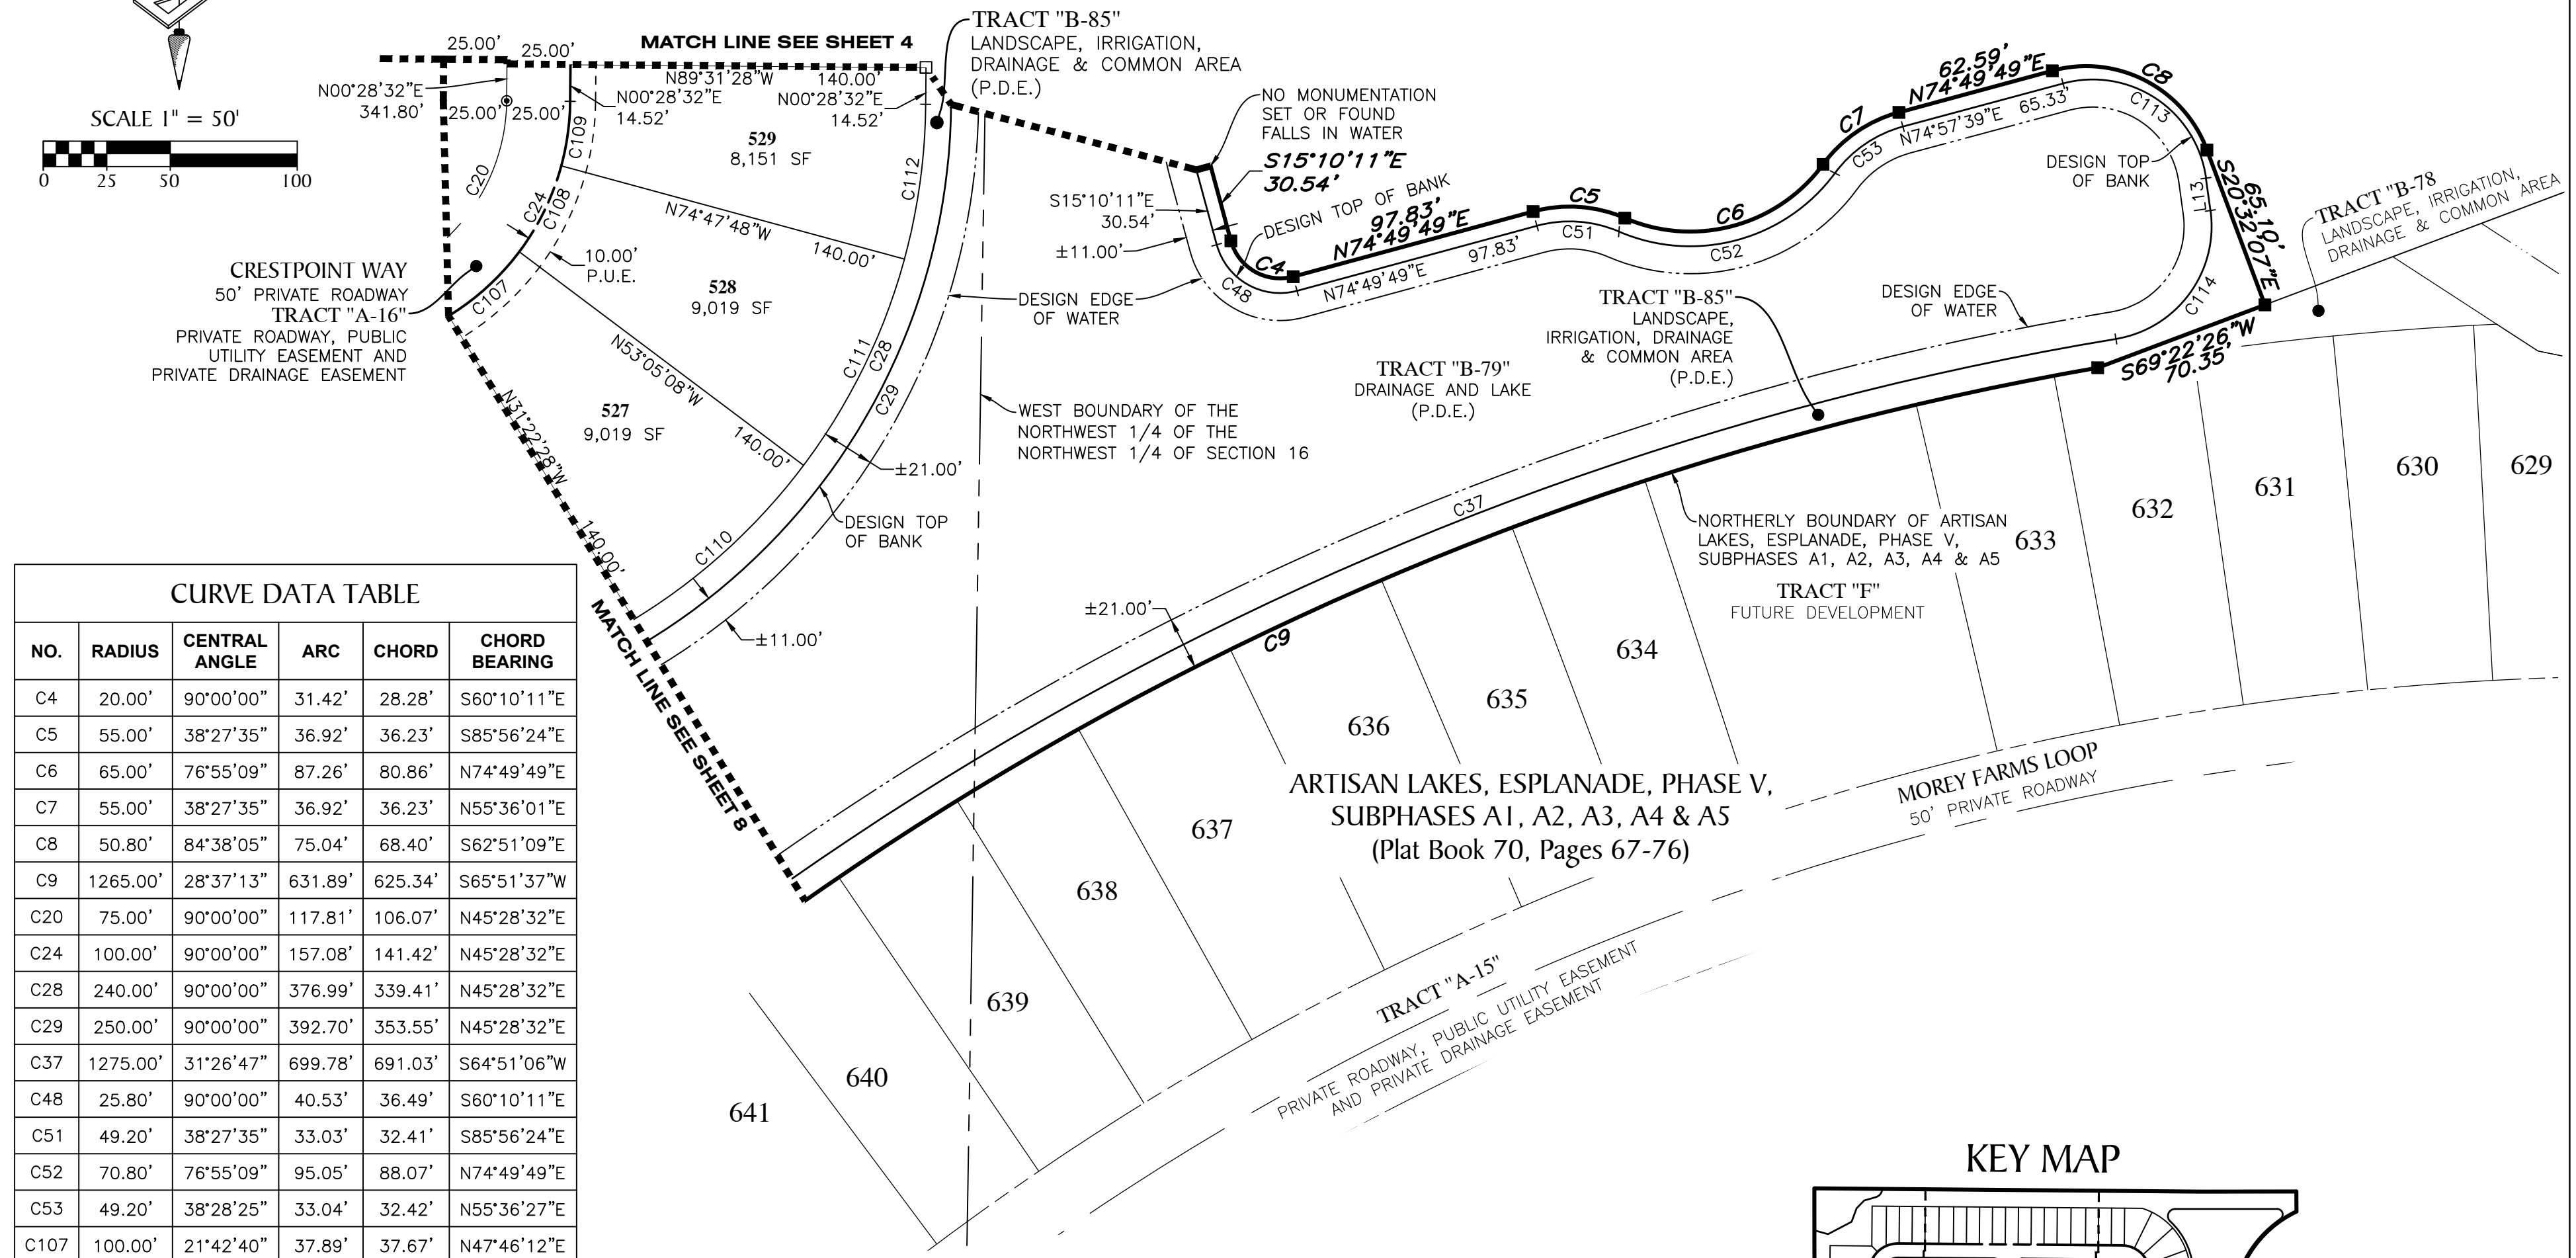 SCALE 1" = 50'
0 25 50 100
25.00'
25.00'
MATCH LINE SEE SHEET 4
N89°31'28"W 140.00'
N00°28'32"E
341.80'
25.00' 25.00'
N00°28'32"E
14.52'
N00°28'32"E
14.52'
529
8,151 SF
C20
C109
C24
C108
C107
C112
N74°47'48"W 140.00'
10.00'
P.U.E.
528
9,019 SF
CRESTPOINT WAY
50' PRIVATE ROADWAY
TRACT "A-16"
PRIVATE ROADWAY, PUBLIC
UTILITY EASEMENT AND
PRIVATE DRAINAGE EASEMENT
N53°05'08"W 140.00'
C111
C28
C29
527
9,019 SF
N31°22'28"W 140.00'
±21.00'
DESIGN TOP
OF BANK
C110
±11.00'
MATCH LINE SEE SHEET 8
TRACT "B-85"
LANDSCAPE, IRRIGATION,
DRAINAGE & COMMON AREA
(P.D.E.)
NO MONUMENTATION
SET OR FOUND
FALLS IN WATER
S15°10'11"E
30.54'
S15°10'11"E
30.54'
±11.00'
DESIGN TOP OF BANK
DESIGN EDGE
OF WATER
C4
C48
97.83'
N74°49'49"E
N74°49'49"E 97.83'
C5
C51
C6
C52
C7
C53
62.59'
N74°49'49"E
N74°57'39"E 65.33'
C8
C113
DESIGN TOP
OF BANK
L13
S20°32'07"E
65.10'
C114
TRACT "B-78
LANDSCAPE, IRRIGATION,
DRAINAGE & COMMON AREA
S69°22'26"W
70.35'
DESIGN EDGE
OF WATER
TRACT "B-85"
LANDSCAPE,
IRRIGATION, DRAINAGE
& COMMON AREA
(P.D.E.)
TRACT "B-79"
DRAINAGE AND LAKE
(P.D.E.)
WEST BOUNDARY OF THE
NORTHWEST 1/4 OF THE
NORTHWEST 1/4 OF SECTION 16
C37
±21.00'
C9
NORTHERLY BOUNDARY OF ARTISAN
LAKES, ESPLANADE, PHASE V,
SUBPHASES A1, A2, A3, A4 & A5
TRACT "F"
FUTURE DEVELOPMENT
629
630
631
632
633
634
635
636
637
638
639
640
641
ARTISAN LAKES, ESPLANADE, PHASE V,
SUBPHASES A1, A2, A3, A4 & A5
(Plat Book 70, Pages 67-76)
MOREY FARMS LOOP
50' PRIVATE ROADWAY
TRACT "A-15"
PRIVATE ROADWAY, PUBLIC UTILITY EASEMENT
AND PRIVATE DRAINAGE EASEMENT
KEY MAP
CURVE DATA TABLE
NO. RADIUS CENTRAL ANGLE ARC CHORD CHORD BEARING
C4 20.00' 90°00'00" 31.42' 28.28' S60°10'11"E
C5 55.00' 38°27'35" 36.92' 36.23' S85°56'24"E
C6 65.00' 76°55'09" 87.26' 80.86' N74°49'49"E
C7 55.00' 38°27'35" 36.92' 36.23' N55°36'01"E
C8 50.80' 84°38'05" 75.04' 68.40' S62°51'09"E
C9 1265.00' 28°37'13" 631.89' 625.34' S65°51'37"W
C20 75.00' 90°00'00" 117.81' 106.07' N45°28'32"E
C24 100.00' 90°00'00" 157.08' 141.42' N45°28'32"E
C28 240.00' 90°00'00" 376.99' 339.41' N45°28'32"E
C29 250.00' 90°00'00" 392.70' 353.55' N45°28'32"E
C37 1275.00' 31°26'47" 699.78' 691.03' S64°51'06"W
C48 25.80' 90°00'00" 40.53' 36.49' S60°10'11"E
C51 49.20' 38°27'35" 33.03' 32.41' S85°56'24"E
C52 70.80' 76°55'09" 95.05' 88.07' N74°49'49"E
C53 49.20' 38°28'25" 33.04' 32.42' N55°36'27"E
C107 100.00' 21°42'40" 37.89' 37.67' N47°46'12"E